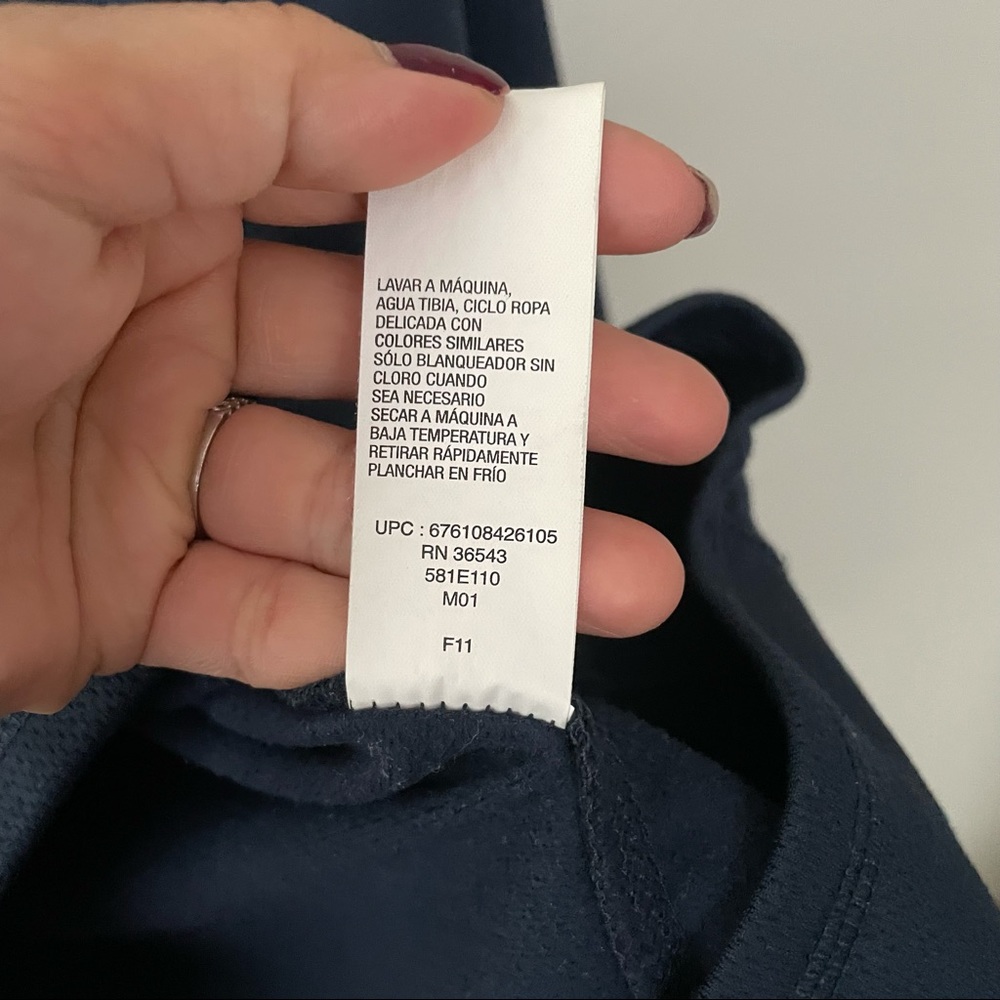 LAVAR A MÁQUINA,
AGUA TIBIA, CICLO ROPA
DELICADA CON
COLORES SIMILARES
SÓLO BLANQUEADOR SIN
CLORO CUANDO
SEA NECESARIO
SECAR A MÁQUINA A
BAJA TEMPERATURA Y
RETIRAR RÁPIDAMENTE
PLANCHAR EN FRÍO
UPC : 676108426105
RN 36543
581E110
M01
F11